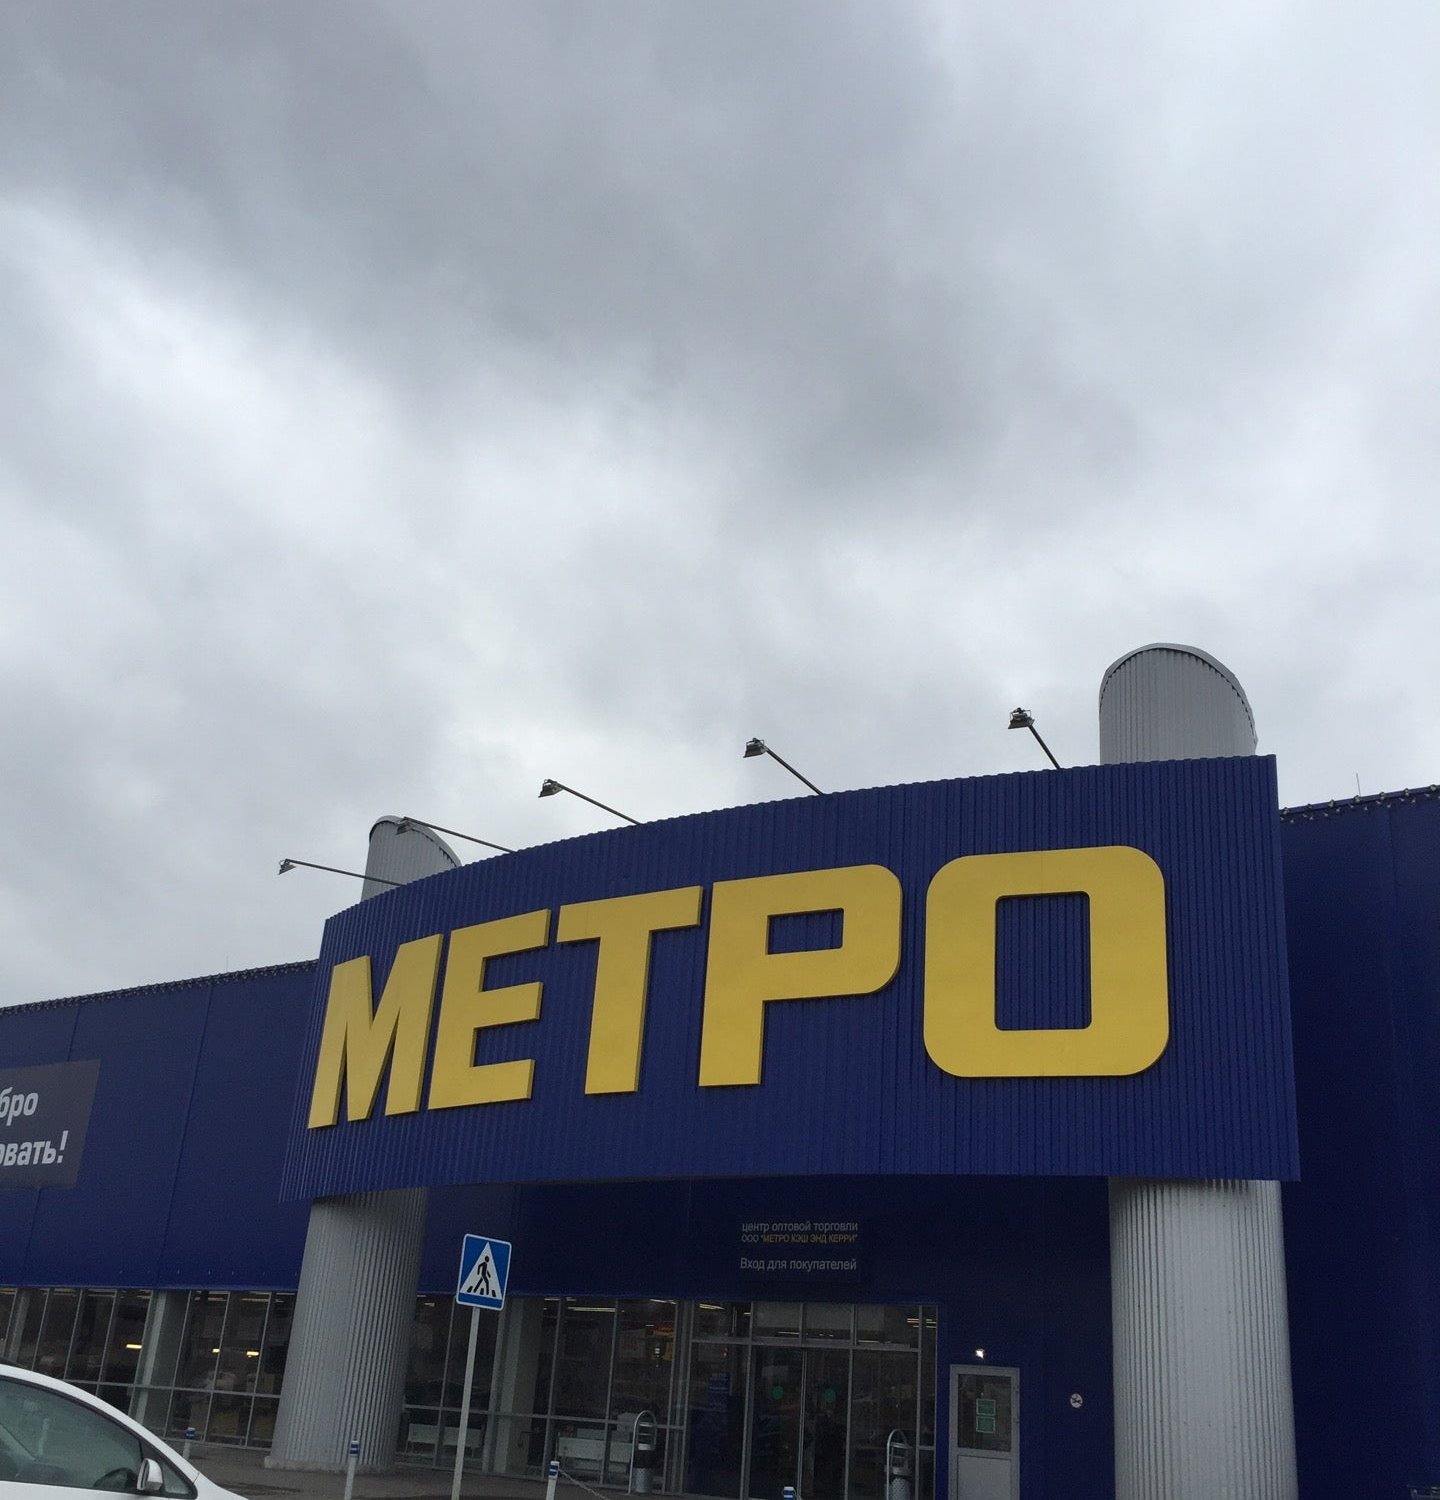 МЕТРО
бро
овать!
центр оптовой торговли
ООО "МЕТРО КЭШ ЭНД КЕРРИ"
Вход для покупателей